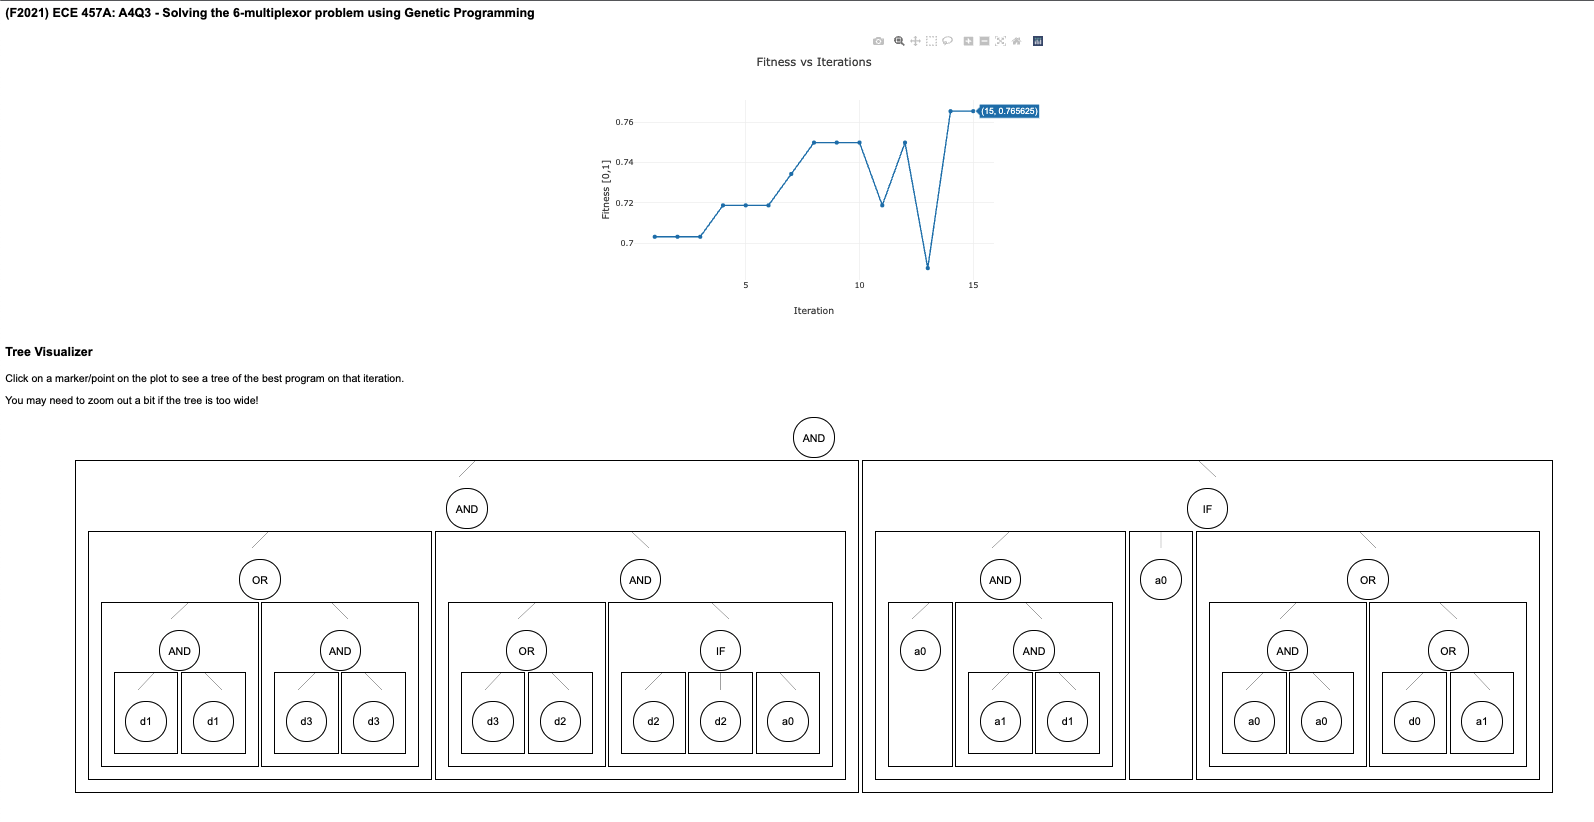 (F2021) ECE 457A: A4Q3 - Solving the 6-multiplexor problem using Genetic Programming
Fitness vs Iterations
(15, 0.765625)
0.76
0.74
0.72
0.7
Fitness [0,1]
5 10 15
Iteration
Tree Visualizer
Click on a marker/point on the plot to see a tree of the best program on that iteration.
You may need to zoom out a bit if the tree is too wide!
AND
AND IF
OR AND AND a0 OR
AND AND OR IF a0 AND AND OR
d1 d1 d3 d3 d3 d2 d2 d2 a0 a1 d1 a0 a0 d0 a1